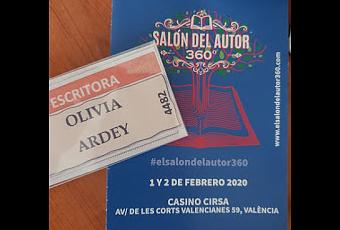 SALÓN DEL AUTOR
360º
ESCRITORA
OLIVIA
ARDEY
4482
www.elsalondelautor360.com
#elsalondelautor360
1 Y 2 DE FEBRERO 2020
CASINO CIRSA
AV/ DE LES CORTS VALENCIANES 59, VALÈNCIA